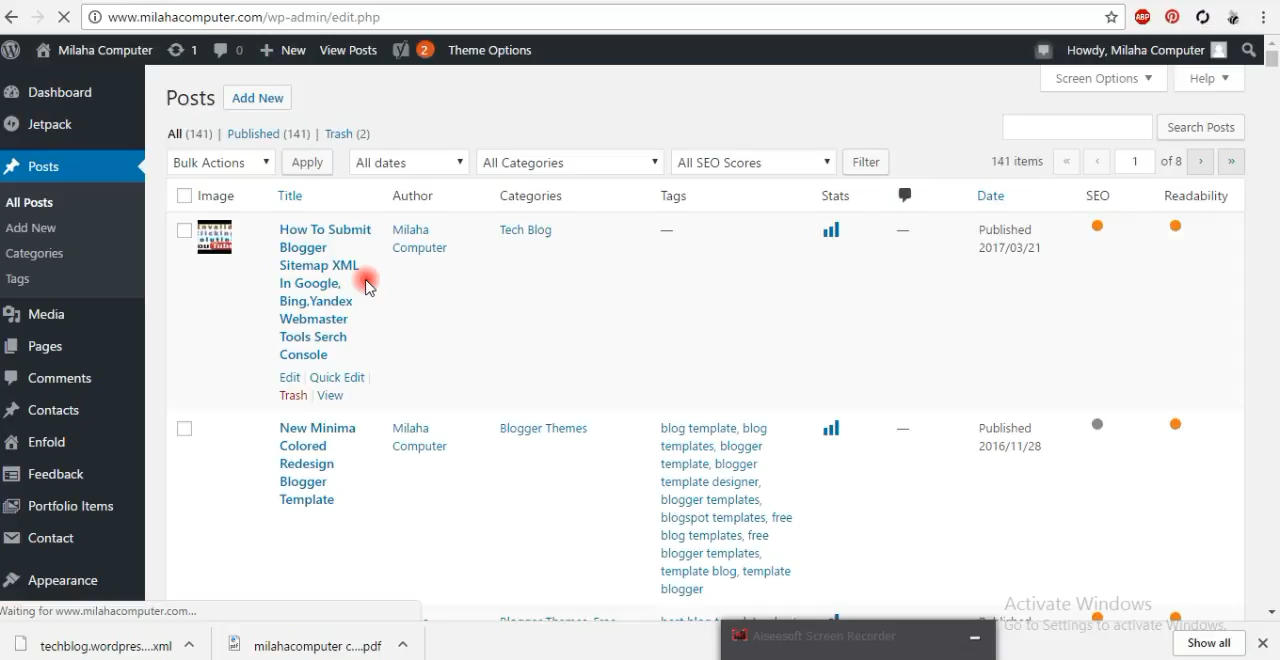 www.milahacomputer.com/wp-admin/edit.php
ABP
Milaha Computer 1 0 New View Posts 2 Theme Options Howdy, Milaha Computer
Screen Options Help
Dashboard
Jetpack
Posts
All Posts
Add New
Categories
Tags
Media
Pages
Comments
Contacts
Enfold
Feedback
Portfolio Items
Contact
Appearance
Posts Add New
All (141) | Published (141) | Trash (2)
Search Posts
Bulk Actions Apply All dates All Categories All SEO Scores Filter 141 items « ‹ 1 of 8 › »
Image Title Author Categories Tags Stats Date SEO Readability
How To Submit
Blogger
Sitemap XML
In Google,
Bing,Yandex
Webmaster
Tools Serch
Console
Edit | Quick Edit |
Trash | View
Milaha
Computer
Tech Blog
—
—
Published
2017/03/21
New Minima
Colored
Redesign
Blogger
Template
Milaha
Computer
Blogger Themes
blog template, blog
templates, blogger
template, blogger
template designer,
blogger templates,
blogspot templates, free
blog templates, free
blogger templates,
template blog, template
blogger
—
Published
2016/11/28
Blogger Themes, Free
Published
Waiting for www.milahacomputer.com...
Activate Windows
Go to Settings to activate Windows.
techblog.wordpres....xml
milahacomputer c....pdf
Aiseesoft Screen Recorder
Show all